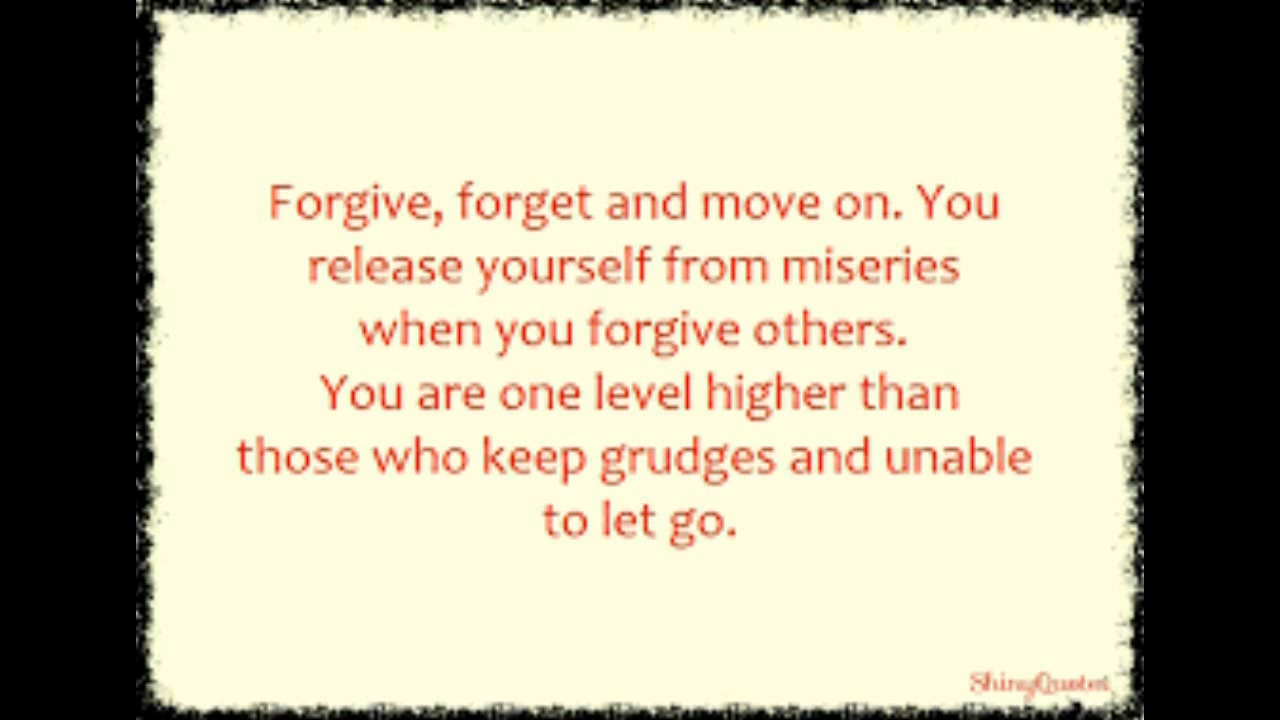 Forgive, forget and move on. You
release yourself from miseries
when you forgive others.
You are one level higher than
those who keep grudges and unable
to let go.
ShinyQuotes